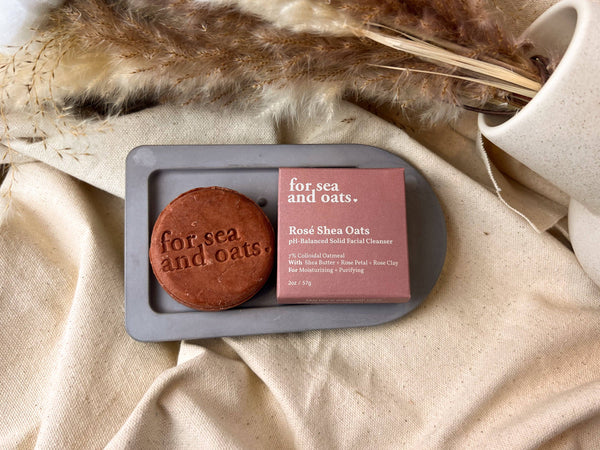 for, sea
and oats.
for, sea
and oats.
Rosé Shea Oats
pH-Balanced Solid Facial Cleanser
7% Colloidal Oatmeal
With Shea Butter + Rose Petal + Rose Clay
For Moisturizing + Purifying
2oz / 57g